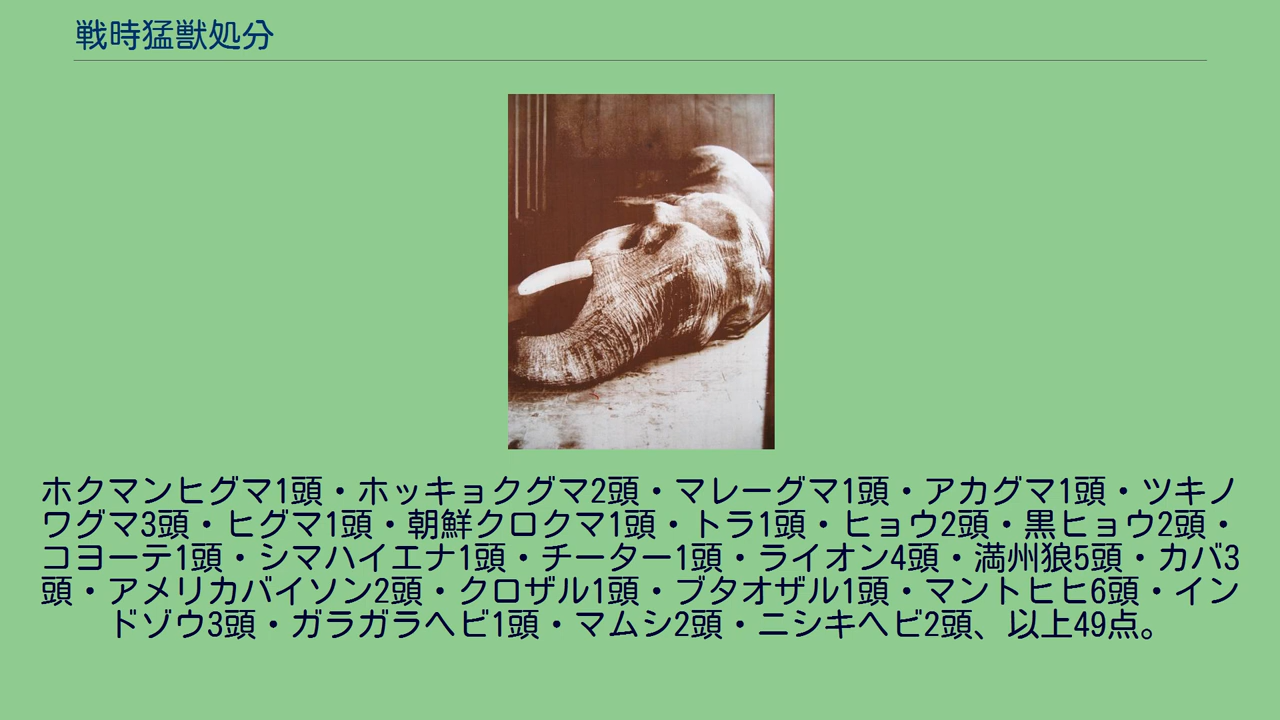 戦時猛獣処分
ホクマンヒグマ1頭・ホッキョクグマ2頭・マレーグマ1頭・アカグマ1頭・ツキノ
ワグマ3頭・ヒグマ1頭・朝鮮クロクマ1頭・トラ1頭・ヒョウ2頭・黒ヒョウ2頭・
コヨーテ1頭・シマハイエナ1頭・チーター1頭・ライオン4頭・満州狼5頭・カバ3
頭・アメリカバイソン2頭・クロザル1頭・ブタオザル1頭・マントヒヒ6頭・イン
ドゾウ3頭・ガラガラヘビ1頭・マムシ2頭・ニシキヘビ2頭、以上49点。